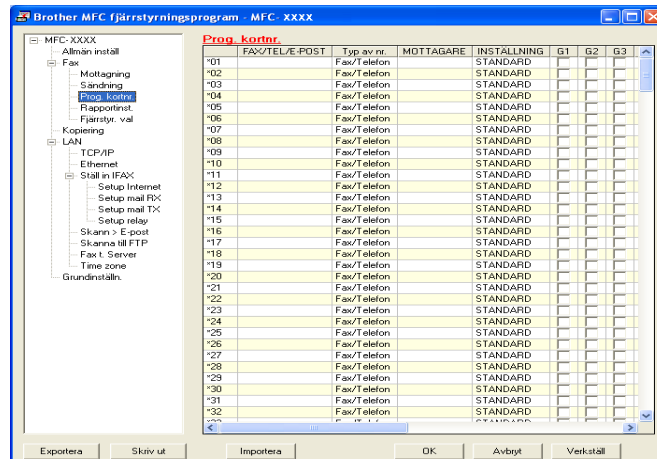 Brother MFC fjärrstyrningsprogram - MFC- XXXX
MFC-XXXX
Allmän inställ
Fax
Mottagning
Sändning
Prog. kortnr.
Rapportinst.
Fjärrstyr. val
Kopiering
LAN
TCP/IP
Ethernet
Ställ in IFAX
Setup Internet
Setup mail RX
Setup mail TX
Setup relay
Skann > E-post
Skanna till FTP
Fax t. Server
Time zone
Grundinställn.
Prog. kortnr.
FAX/TEL/E-POST Typ av nr. MOTTAGARE INSTÄLLNING G1 G2 G3
*01 Fax/Telefon STANDARD
*02 Fax/Telefon STANDARD
*03 Fax/Telefon STANDARD
*04 Fax/Telefon STANDARD
*05 Fax/Telefon STANDARD
*06 Fax/Telefon STANDARD
*07 Fax/Telefon STANDARD
*08 Fax/Telefon STANDARD
*09 Fax/Telefon STANDARD
*10 Fax/Telefon STANDARD
*11 Fax/Telefon STANDARD
*12 Fax/Telefon STANDARD
*13 Fax/Telefon STANDARD
*14 Fax/Telefon STANDARD
*15 Fax/Telefon STANDARD
*16 Fax/Telefon STANDARD
*17 Fax/Telefon STANDARD
*18 Fax/Telefon STANDARD
*19 Fax/Telefon STANDARD
*20 Fax/Telefon STANDARD
*21 Fax/Telefon STANDARD
*22 Fax/Telefon STANDARD
*23 Fax/Telefon STANDARD
*24 Fax/Telefon STANDARD
*25 Fax/Telefon STANDARD
*26 Fax/Telefon STANDARD
*27 Fax/Telefon STANDARD
*28 Fax/Telefon STANDARD
*29 Fax/Telefon STANDARD
*30 Fax/Telefon STANDARD
*31 Fax/Telefon STANDARD
*32 Fax/Telefon STANDARD
Exportera Skriv ut Importera OK Avbryt Verkställ